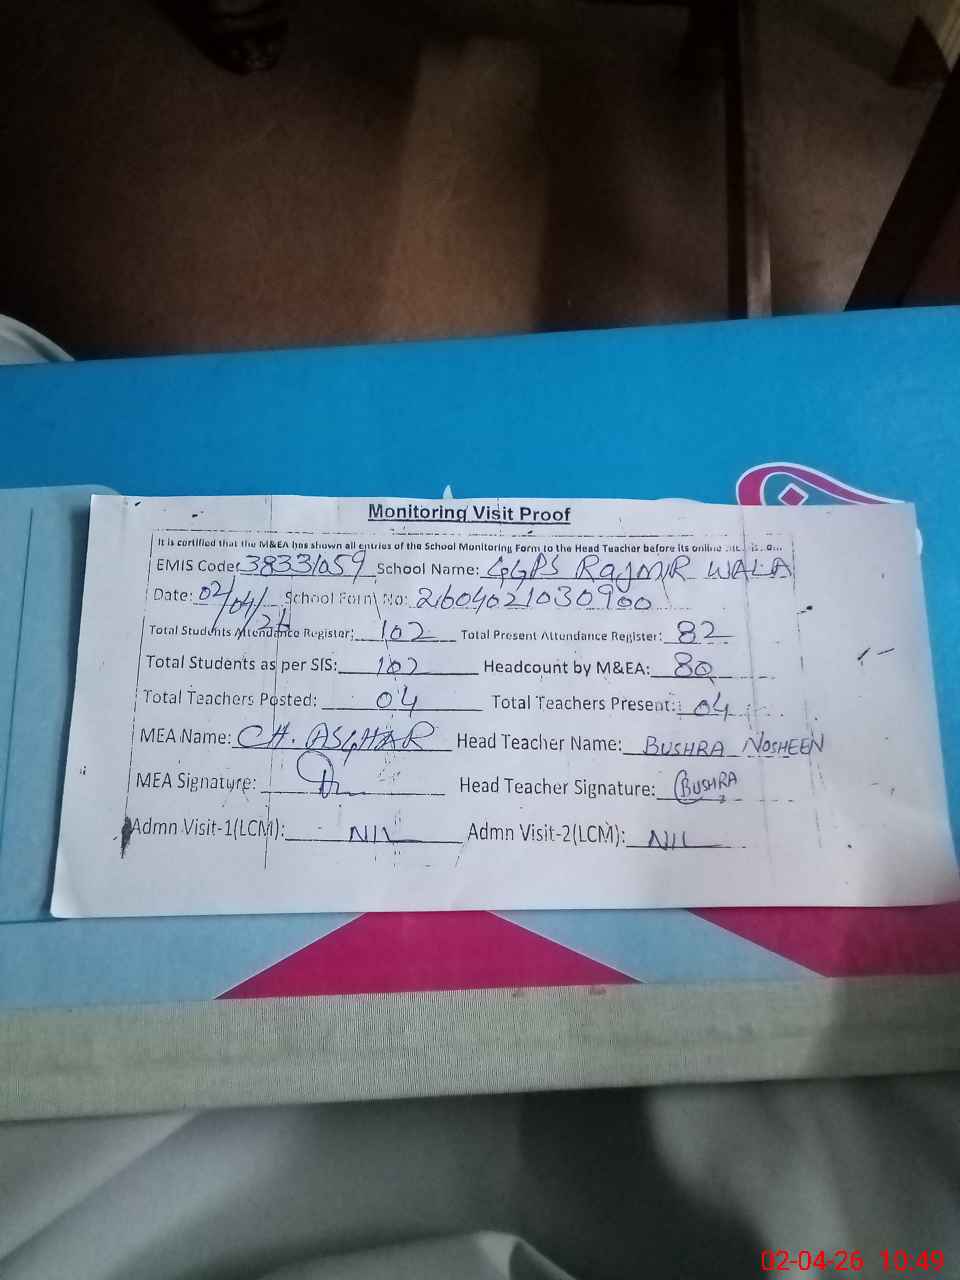 Monitoring Visit Proof
It is certified that the M&EA has shown all entries of the School Monitoring Form to the Head Teacher before its online
EMIS Code: 38331059 School Name: GGPS Rajmir WALA
Date: 02/04/26 School Form No: 21604021030900
Total Students Attendance Register: 102 Total Present Attendance Register: 82
Total Students as per SIS: 102 Headcount by M&EA: 80
Total Teachers Posted: 04 Total Teachers Present: 04
MEA Name: CH. ASGHAR Head Teacher Name: BUSHRA NOSHEEN
MEA Signature: Head Teacher Signature: BUSHRA
Admn Visit-1(LCM): NIL Admn Visit-2(LCM): NIL
02-04-26 10:49